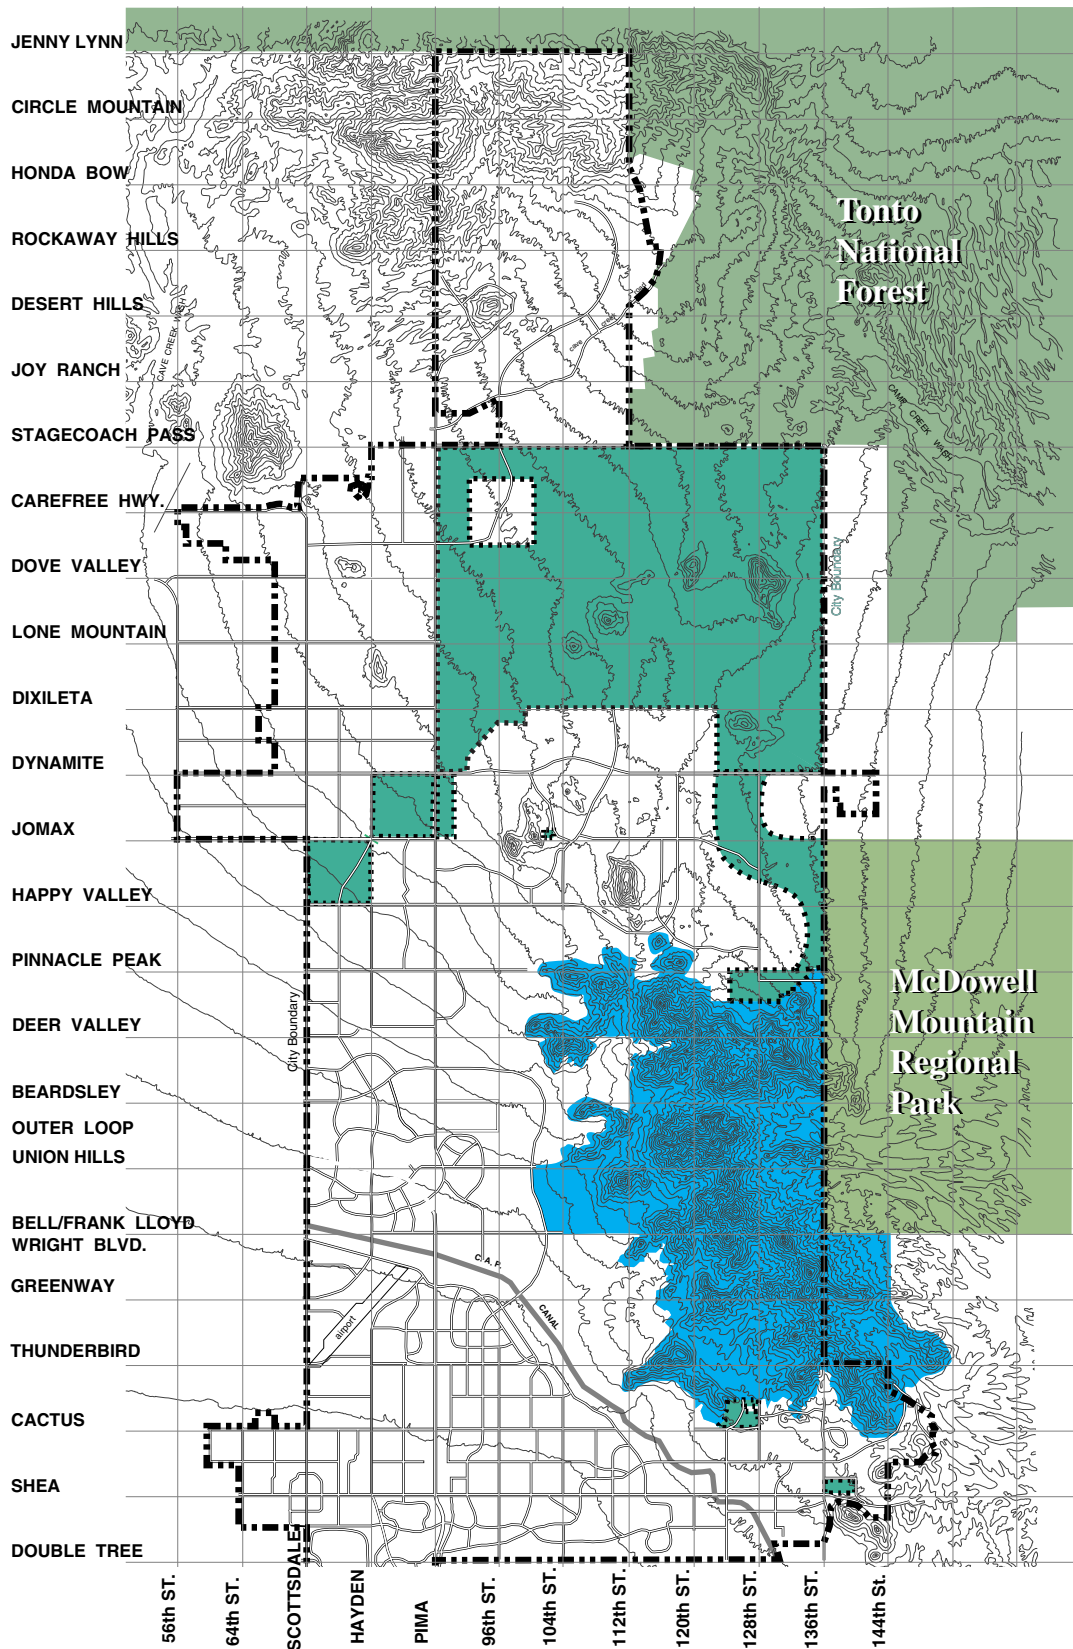 JENNY LYNN
CIRCLE MOUNTAIN
HONDA BOW
Tonto
National
Forest
ROCKAWAY HILLS
DESERT HILLS
CAVE CREEK WASH
JOY RANCH
CAMP CREEK WASH
STAGECOACH PASS
CAREFREE HWY.
DOVE VALLEY
City Boundary
LONE MOUNTAIN
DIXILETA
DYNAMITE
JOMAX
HAPPY VALLEY
PINNACLE PEAK
McDowell
Mountain
Regional
Park
DEER VALLEY
City Boundary
BEARDSLEY
OUTER LOOP
UNION HILLS
BELL/FRANK LLOYD
WRIGHT BLVD.
C. A. P.
CANAL
GREENWAY
airport
THUNDERBIRD
CACTUS
SHEA
DOUBLE TREE
56th ST.
64th ST.
SCOTTSDALE
HAYDEN
PIMA
96th ST.
104th ST.
112th ST.
120th ST.
128th ST.
136th ST.
144th St.